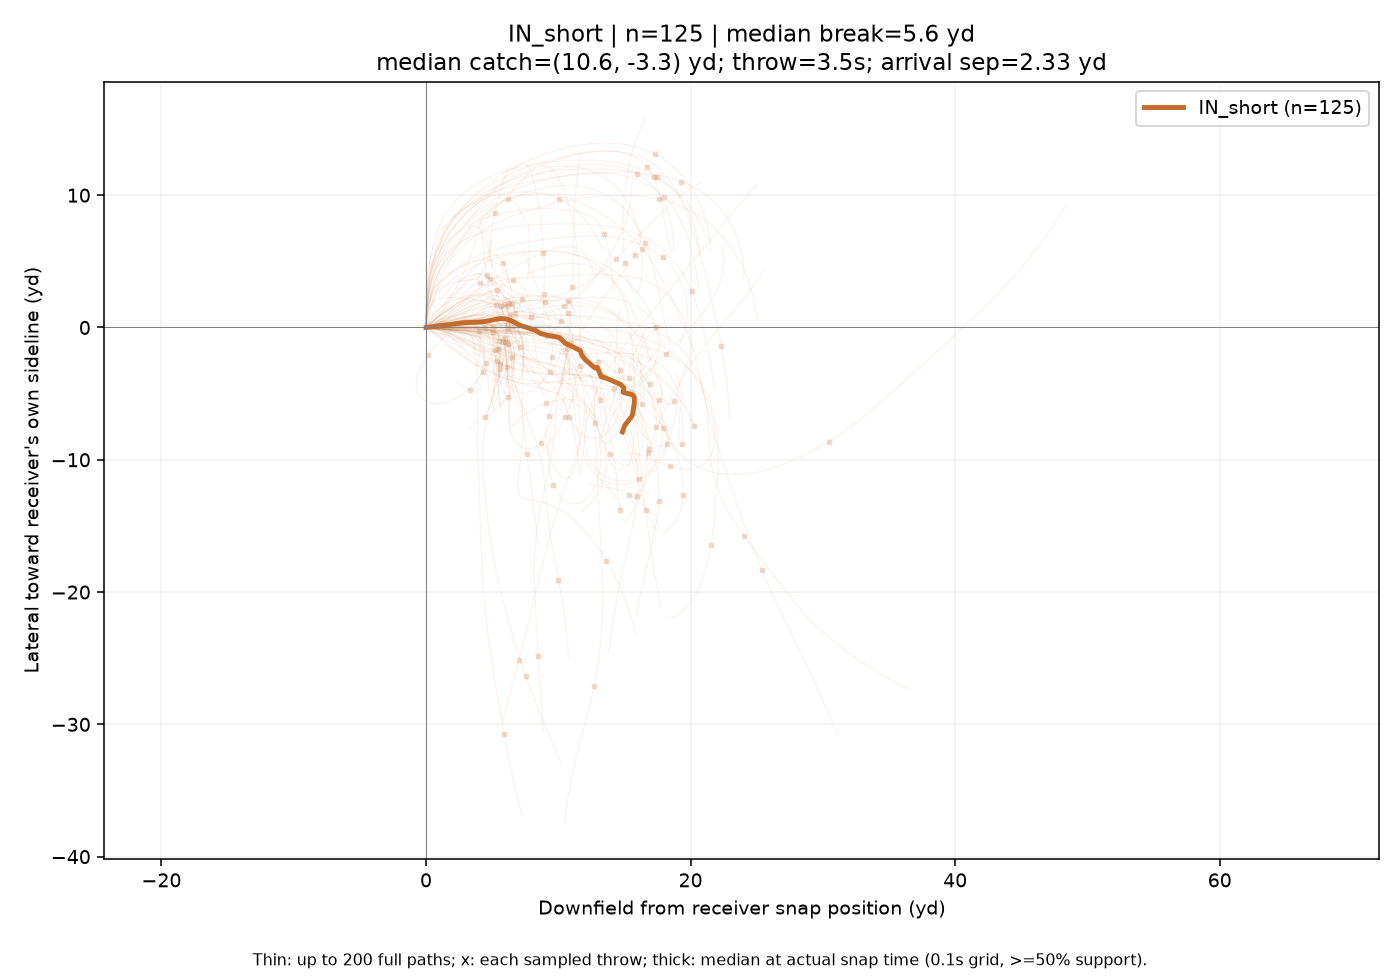 IN_short | n=125 | median break=5.6 yd
median catch=(10.6, -3.3) yd; throw=3.5s; arrival sep=2.33 yd
IN_short (n=125)
Lateral toward receiver's own sideline (yd)
10
0
−10
−20
−30
−40
−20
0
20
40
60
Downfield from receiver snap position (yd)
Thin: up to 200 full paths; x: each sampled throw; thick: median at actual snap time (0.1s grid, >=50% support).